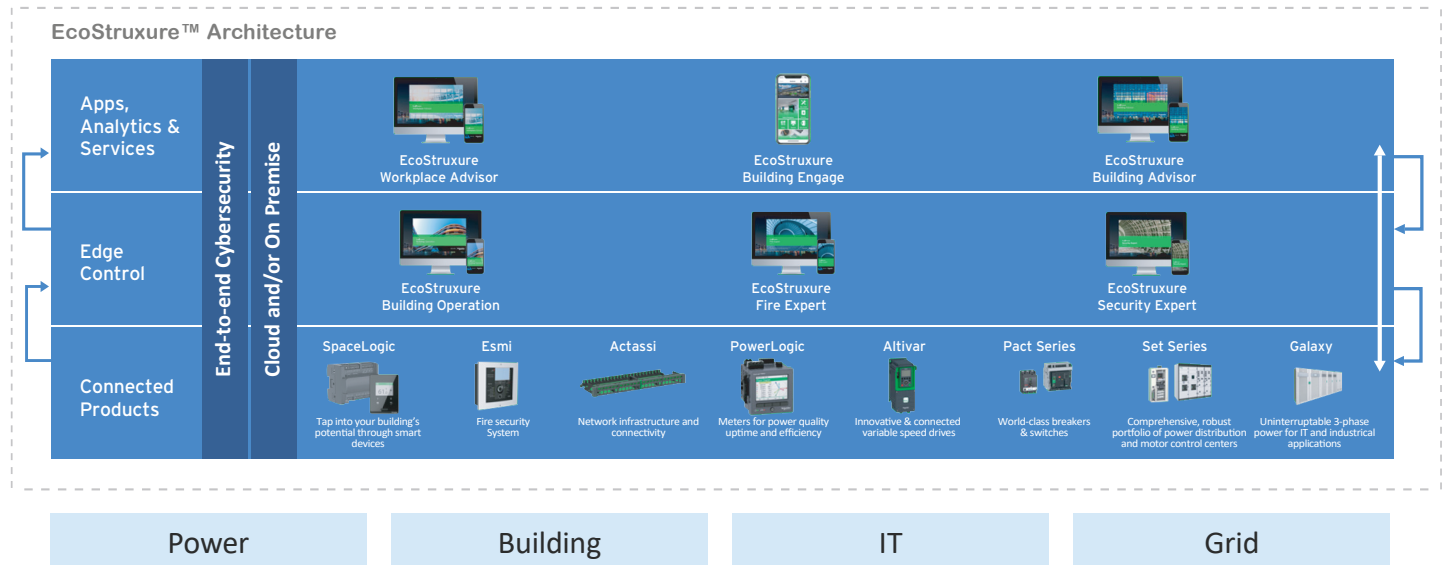 EcoStruxure™ Architecture
Apps,
Analytics &
Services
End-to-end Cybersecurity
Cloud and/or On Premise
EcoStruxure
Workplace Advisor
EcoStruxure
Building Engage
EcoStruxure
Building Advisor
Edge
Control
EcoStruxure
Building Operation
EcoStruxure
Fire Expert
EcoStruxure
Security Expert
Connected
Products
SpaceLogic
Tap into your building's
potential through smart
devices
Esmi
Fire security
System
Actassi
Network infrastructure and
connectivity
PowerLogic
Meters for power quality
uptime and efficiency
Altivar
Innovative & connected
variable speed drives
Pact Series
World-class breakers
& switches
Set Series
Comprehensive, robust
portfolio of power distribution
and motor control centers
Galaxy
Uninterruptable 3-phase
power for IT and industrial
applications
Power
Building
IT
Grid